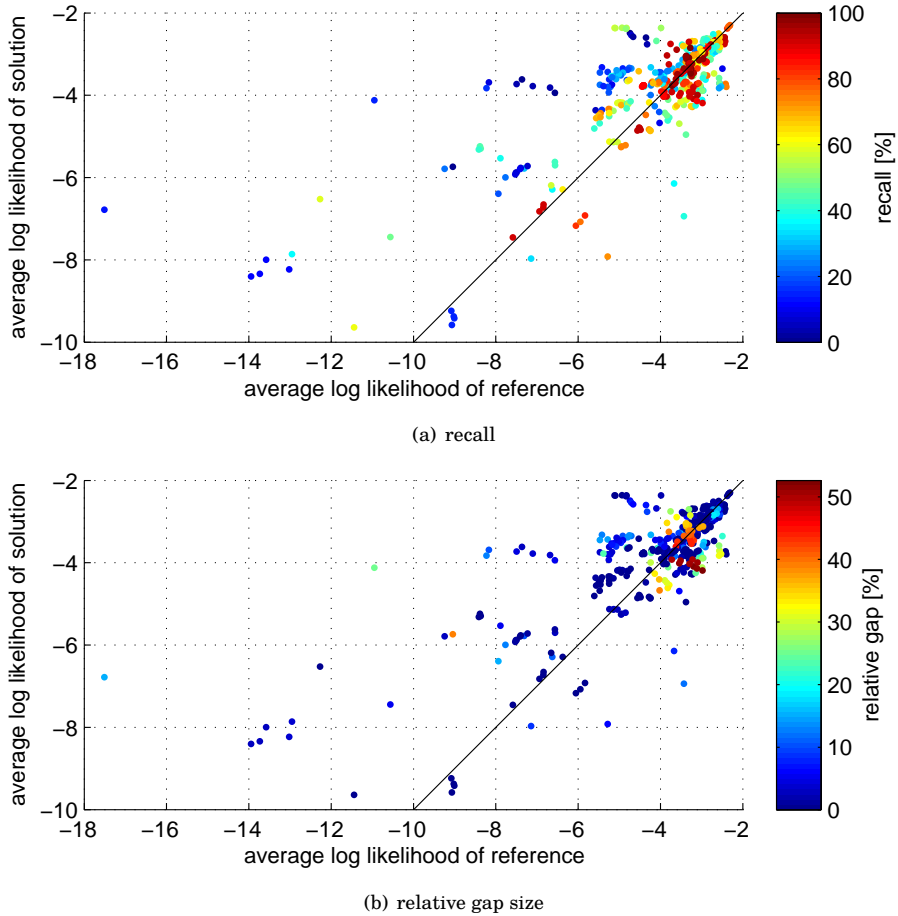 −2
−4
−6
−8
−10
average log likelihood of solution
−18 −16 −14 −12 −10 −8 −6 −4 −2
average log likelihood of reference
100
80
60
40
20
0
recall [%]
(a) recall
−2
−4
−6
−8
−10
average log likelihood of solution
−18 −16 −14 −12 −10 −8 −6 −4 −2
average log likelihood of reference
50
40
30
20
10
0
relative gap [%]
(b) relative gap size